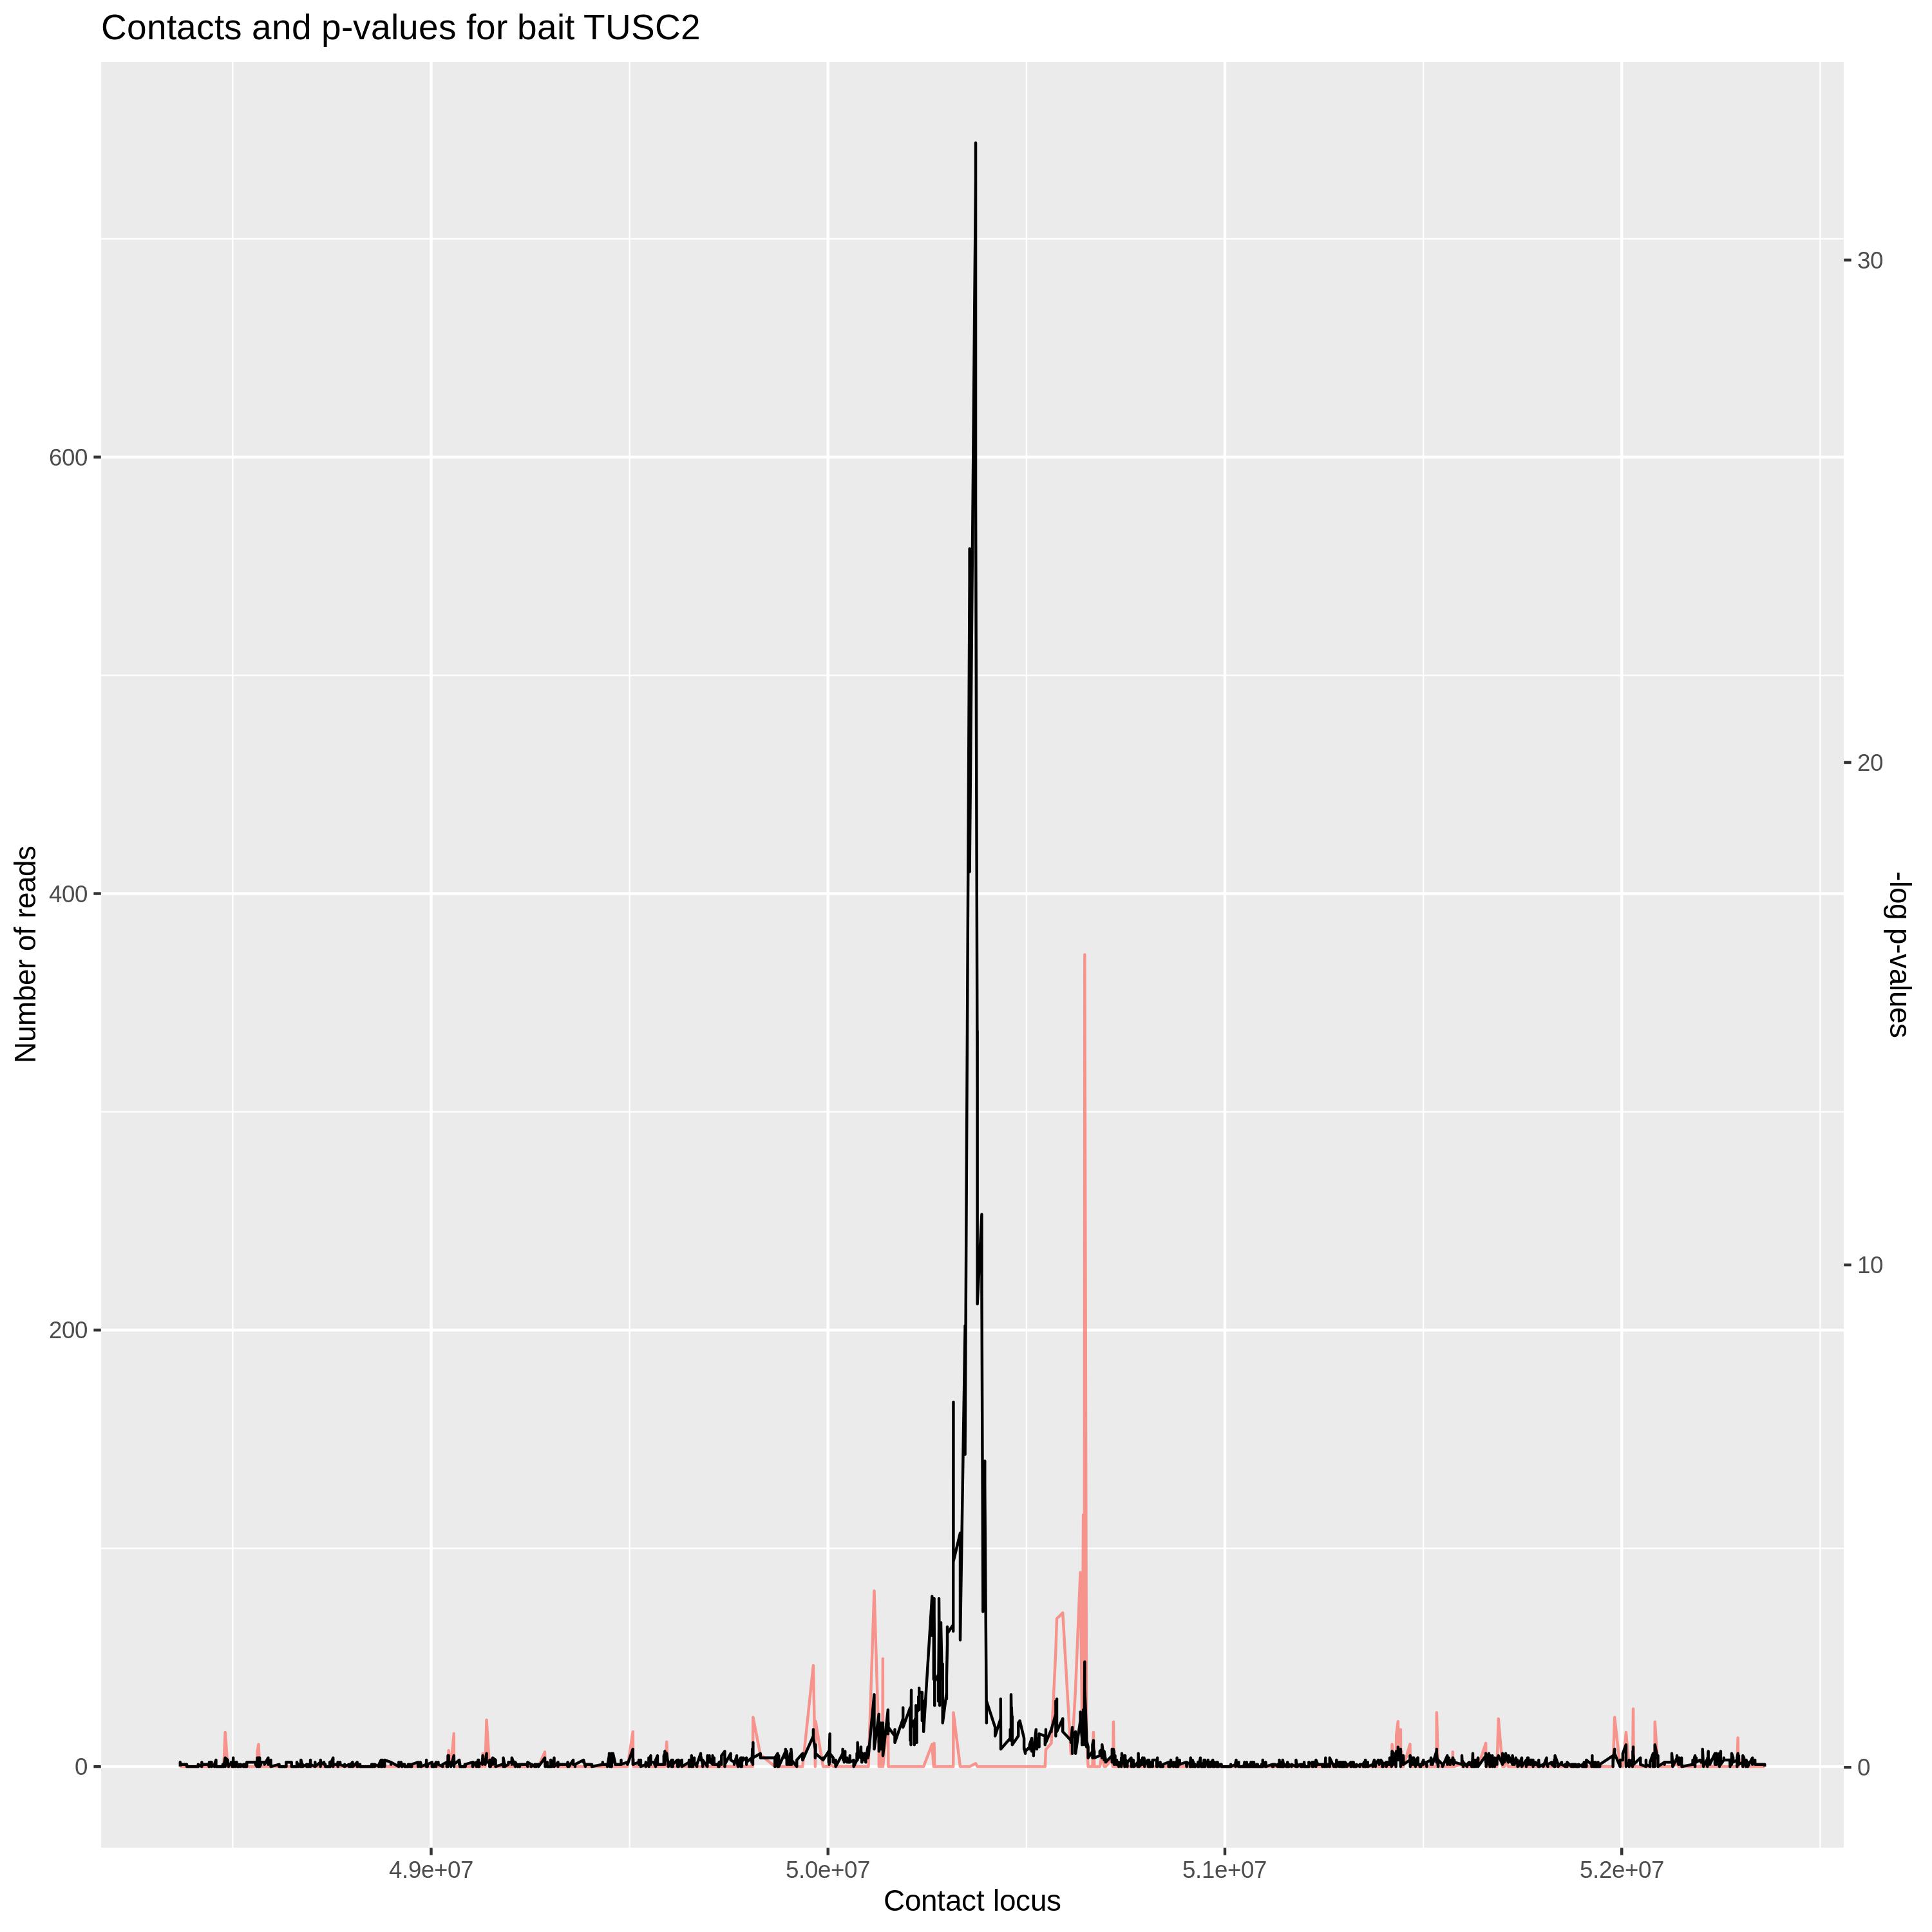 Contacts and p-values for bait TUSC2
Number of reads
600
400
200
0
30
20
10
0
-log p-values
4.9e+07 5.0e+07 5.1e+07 5.2e+07
Contact locus